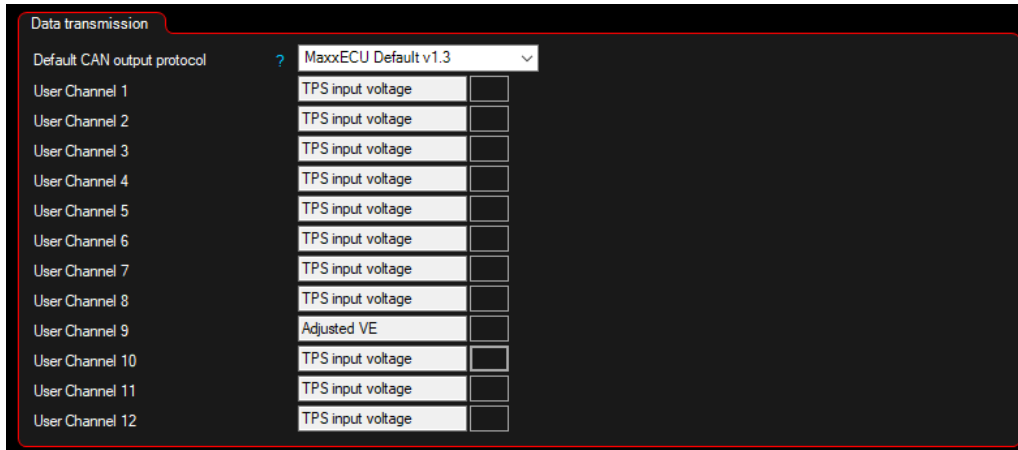 Data transmission
Default CAN output protocol ? MaxxECU Default v1.3
User Channel 1 TPS input voltage
User Channel 2 TPS input voltage
User Channel 3 TPS input voltage
User Channel 4 TPS input voltage
User Channel 5 TPS input voltage
User Channel 6 TPS input voltage
User Channel 7 TPS input voltage
User Channel 8 TPS input voltage
User Channel 9 Adjusted VE
User Channel 10 TPS input voltage
User Channel 11 TPS input voltage
User Channel 12 TPS input voltage